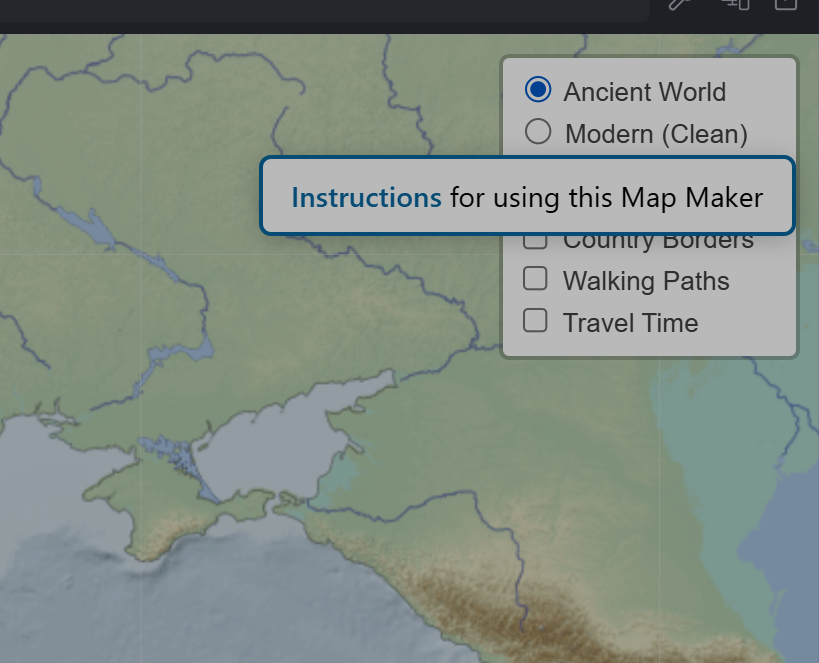 Ancient World
Modern (Clean)
Instructions for using this Map Maker
Country Borders
Walking Paths
Travel Time